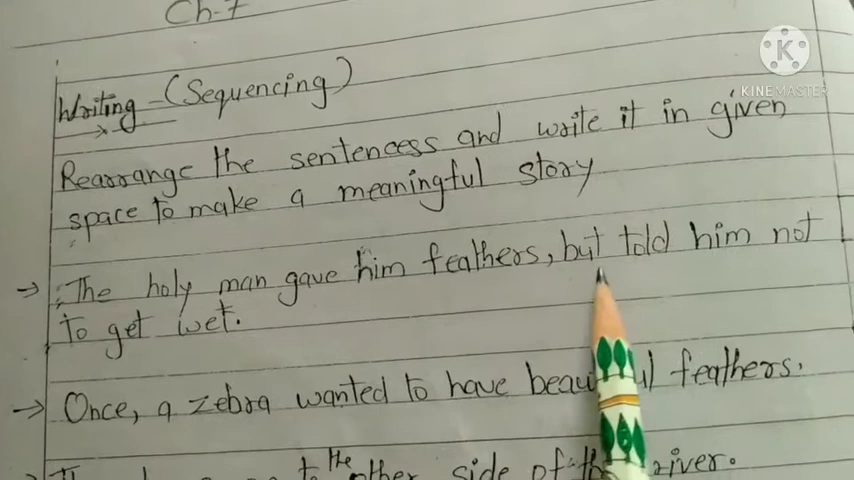 Ch-7
K
KINEMASTER
Writing - (Sequencing)
Rearrange the sentencess and write it in given
space to make a meaningful story
→ The holy man gave him feathers, but told him not
to get wet.
→ Once, a zebra wanted to have beautiful feathers.
to the other side of the river.